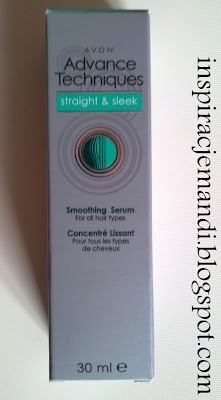 AVON
Advance
Techniques
straight & sleek
Smoothing Serum
For all hair types
Concentré Lissant
Pour tous les types
de cheveux
30 ml ℮
inspiracjemandi.blogspot.com